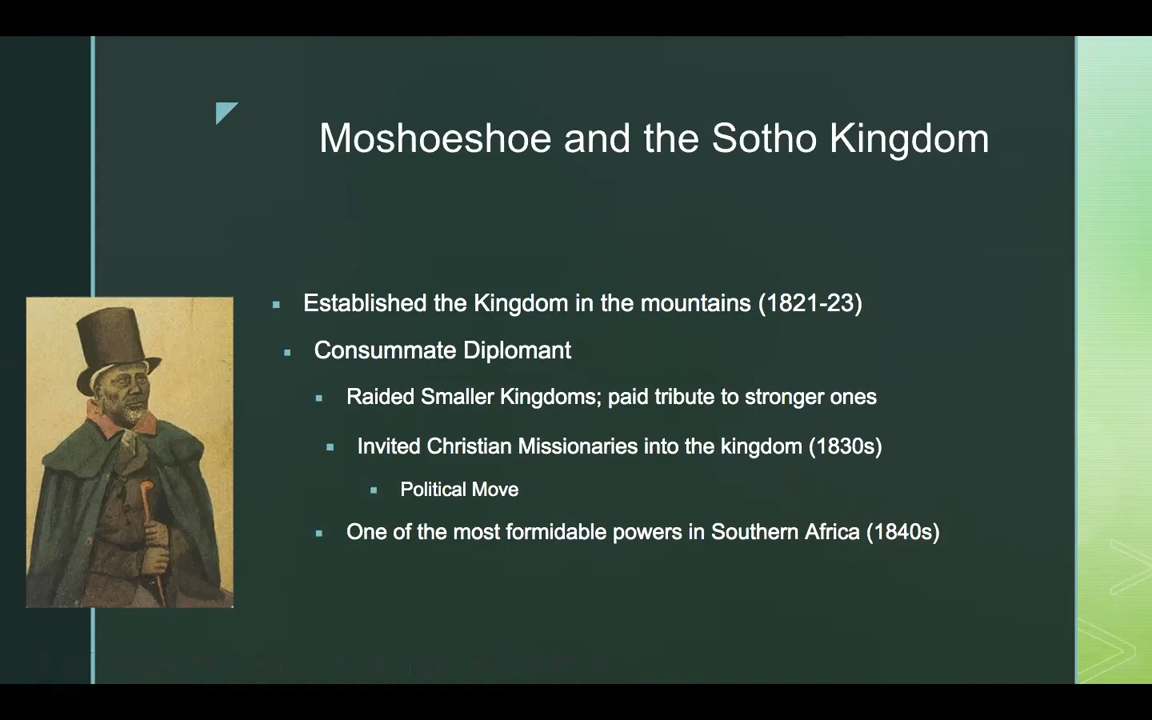 Moshoeshoe and the Sotho Kingdom
Established the Kingdom in the mountains (1821-23)
Consummate Diplomant
Raided Smaller Kingdoms; paid tribute to stronger ones
Invited Christian Missionaries into the kingdom (1830s)
Political Move
One of the most formidable powers in Southern Africa (1840s)